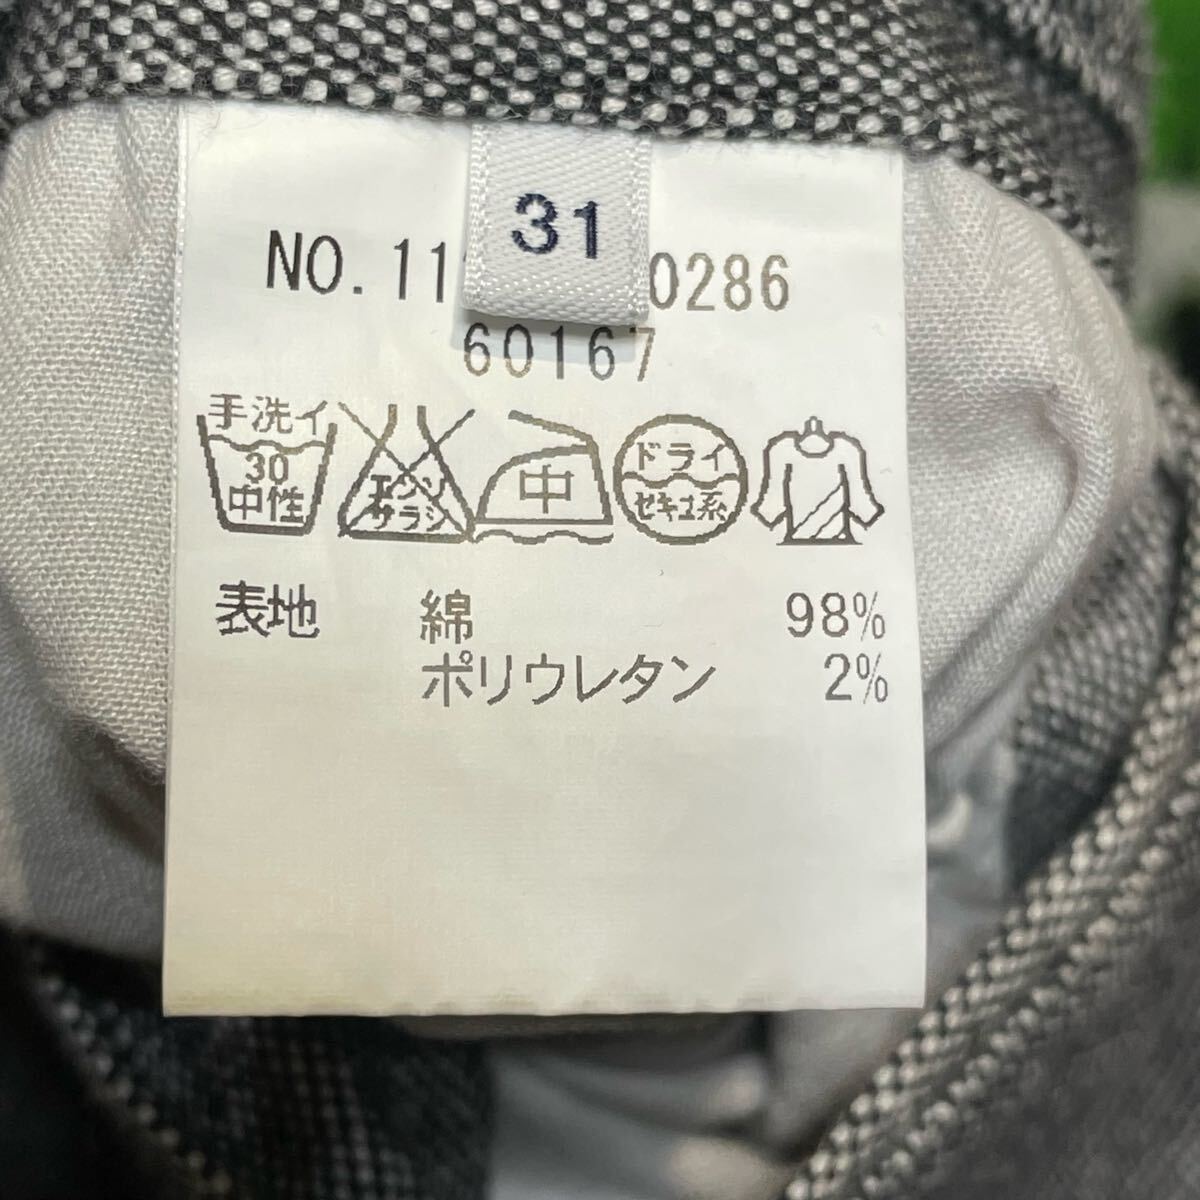 31
NO.11 0286
60167
手洗イ
30
中性
エンソ
サラシ
中
ドライ
セキユ系
表地 綿 98%
ポリウレタン 2%